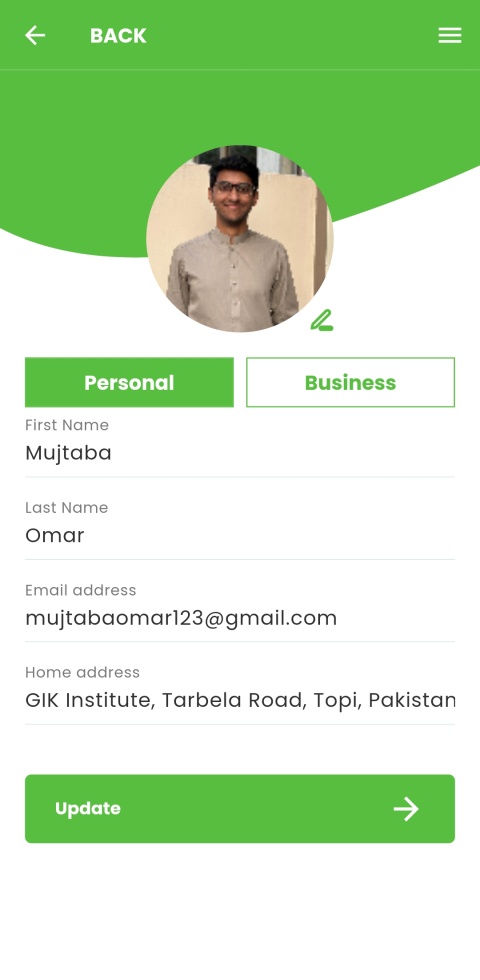 BACK
Personal
Business
First Name
Mujtaba
Last Name
Omar
Email address
mujtabaomar123@gmail.com
Home address
GIK Institute, Tarbela Road, Topi, Pakistan
Update